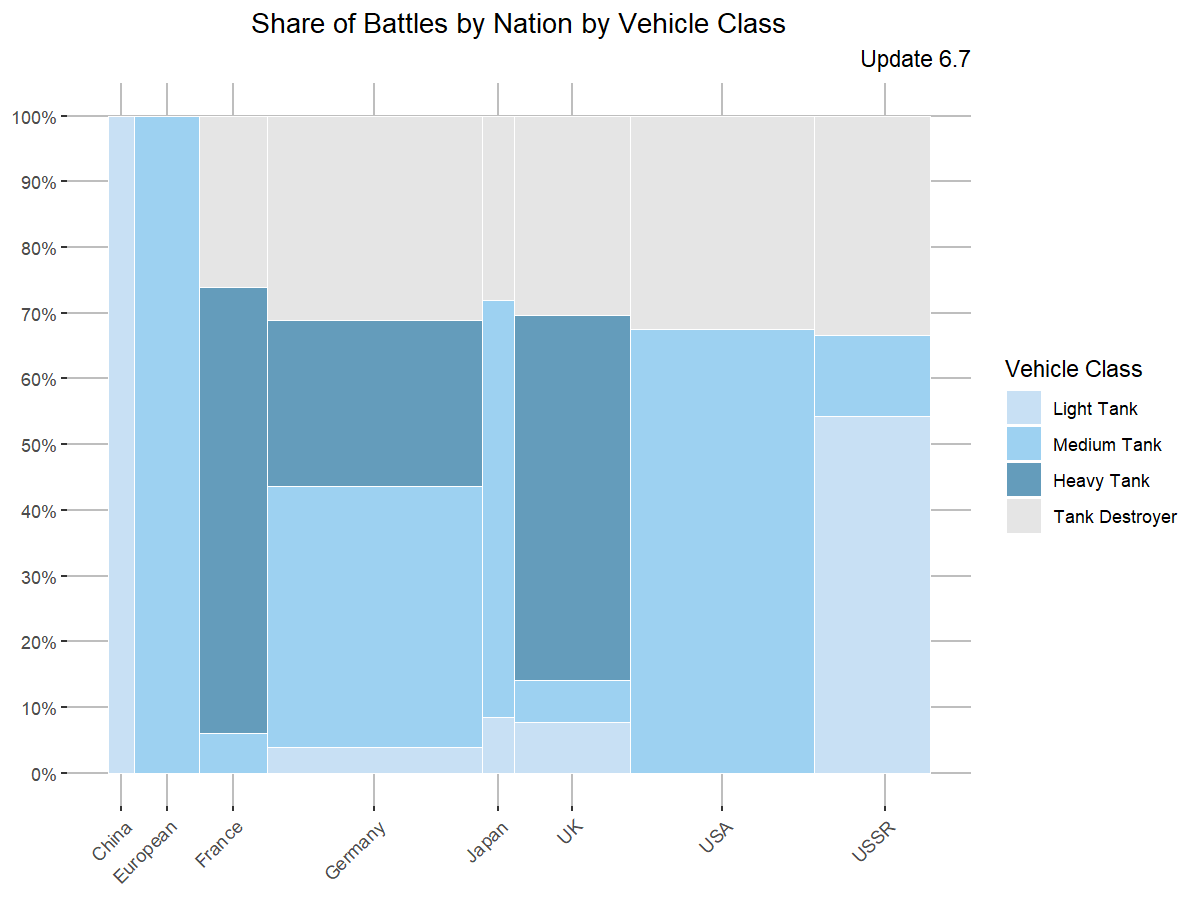 Share of Battles by Nation by Vehicle Class
Update 6.7
100%
90%
80%
70%
60%
50%
40%
30%
20%
10%
0%
China
European
France
Germany
Japan
UK
USA
USSR
Vehicle Class
Light Tank
Medium Tank
Heavy Tank
Tank Destroyer